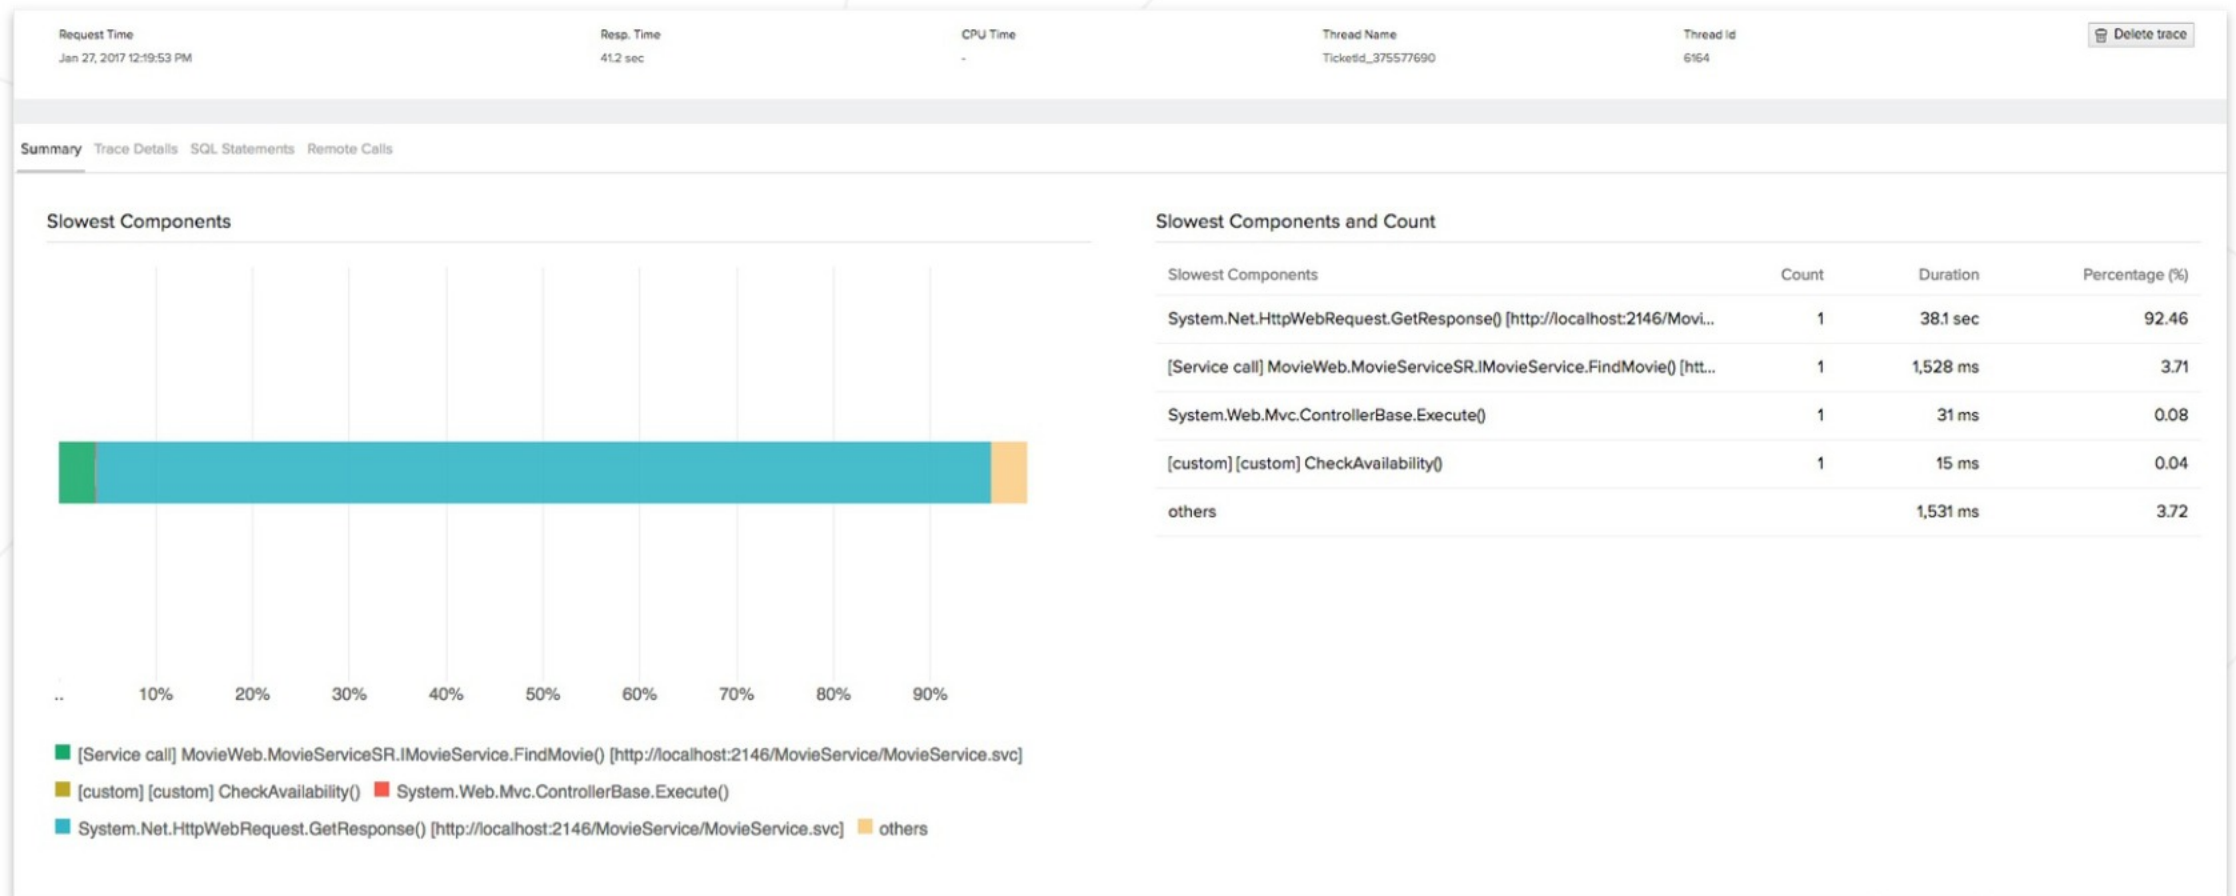 Request Time Resp. Time CPU Time Thread Name Thread Id Delete trace
Jan 27, 2017 12:19:53 PM 41.2 sec - TicketId_375577690 6164
Summary Trace Details SQL Statements Remote Calls
Slowest Components
Slowest Components and Count
Slowest Components Count Duration Percentage (%)
System.Net.HttpWebRequest.GetResponse() [http://localhost:2146/Movi... 1 38.1 sec 92.46
[Service call] MovieWeb.MovieServiceSR.IMovieService.FindMovie() [htt... 1 1,528 ms 3.71
System.Web.Mvc.ControllerBase.Execute() 1 31 ms 0.08
[custom] [custom] CheckAvailability() 1 15 ms 0.04
others 1,531 ms 3.72
.. 10% 20% 30% 40% 50% 60% 70% 80% 90%
[Service call] MovieWeb.MovieServiceSR.IMovieService.FindMovie() [http://localhost:2146/MovieService/MovieService.svc]
[custom] [custom] CheckAvailability() System.Web.Mvc.ControllerBase.Execute()
System.Net.HttpWebRequest.GetResponse() [http://localhost:2146/MovieService/MovieService.svc] others